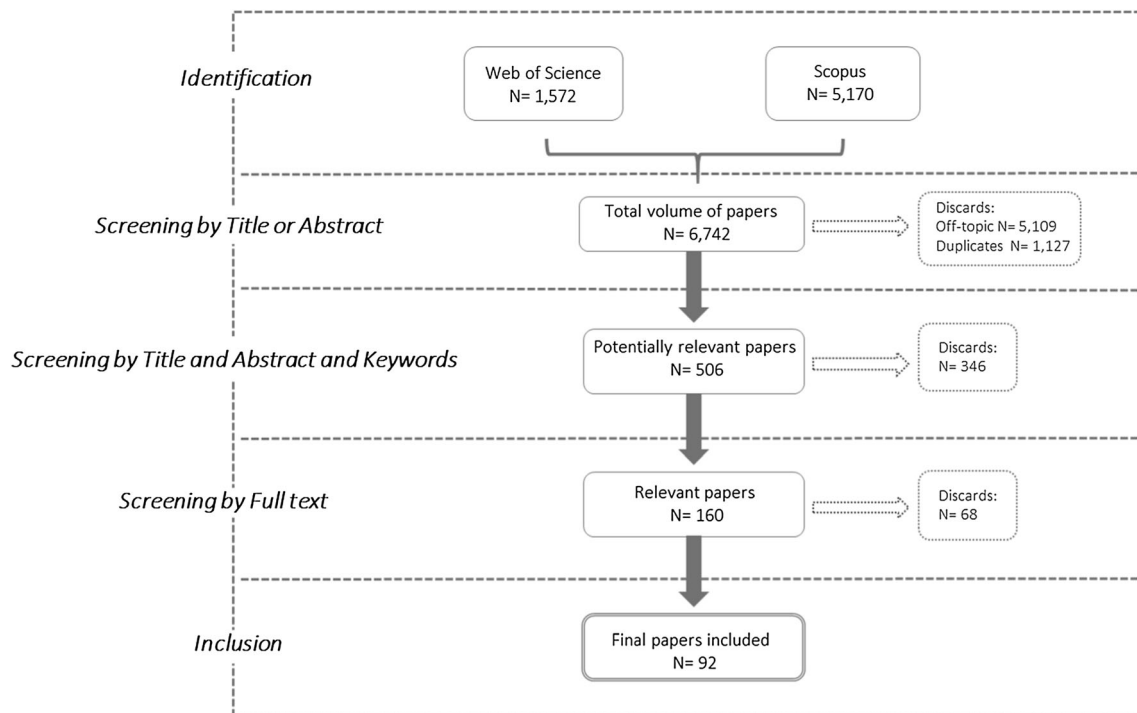 Identification
Web of Science
N= 1,572
Scopus
N= 5,170
Screening by Title or Abstract
Total volume of papers
N= 6,742
Discards:
Off-topic N= 5,109
Duplicates N= 1,127
Screening by Title and Abstract and Keywords
Potentially relevant papers
N= 506
Discards:
N= 346
Screening by Full text
Relevant papers
N= 160
Discards:
N= 68
Inclusion
Final papers included
N= 92